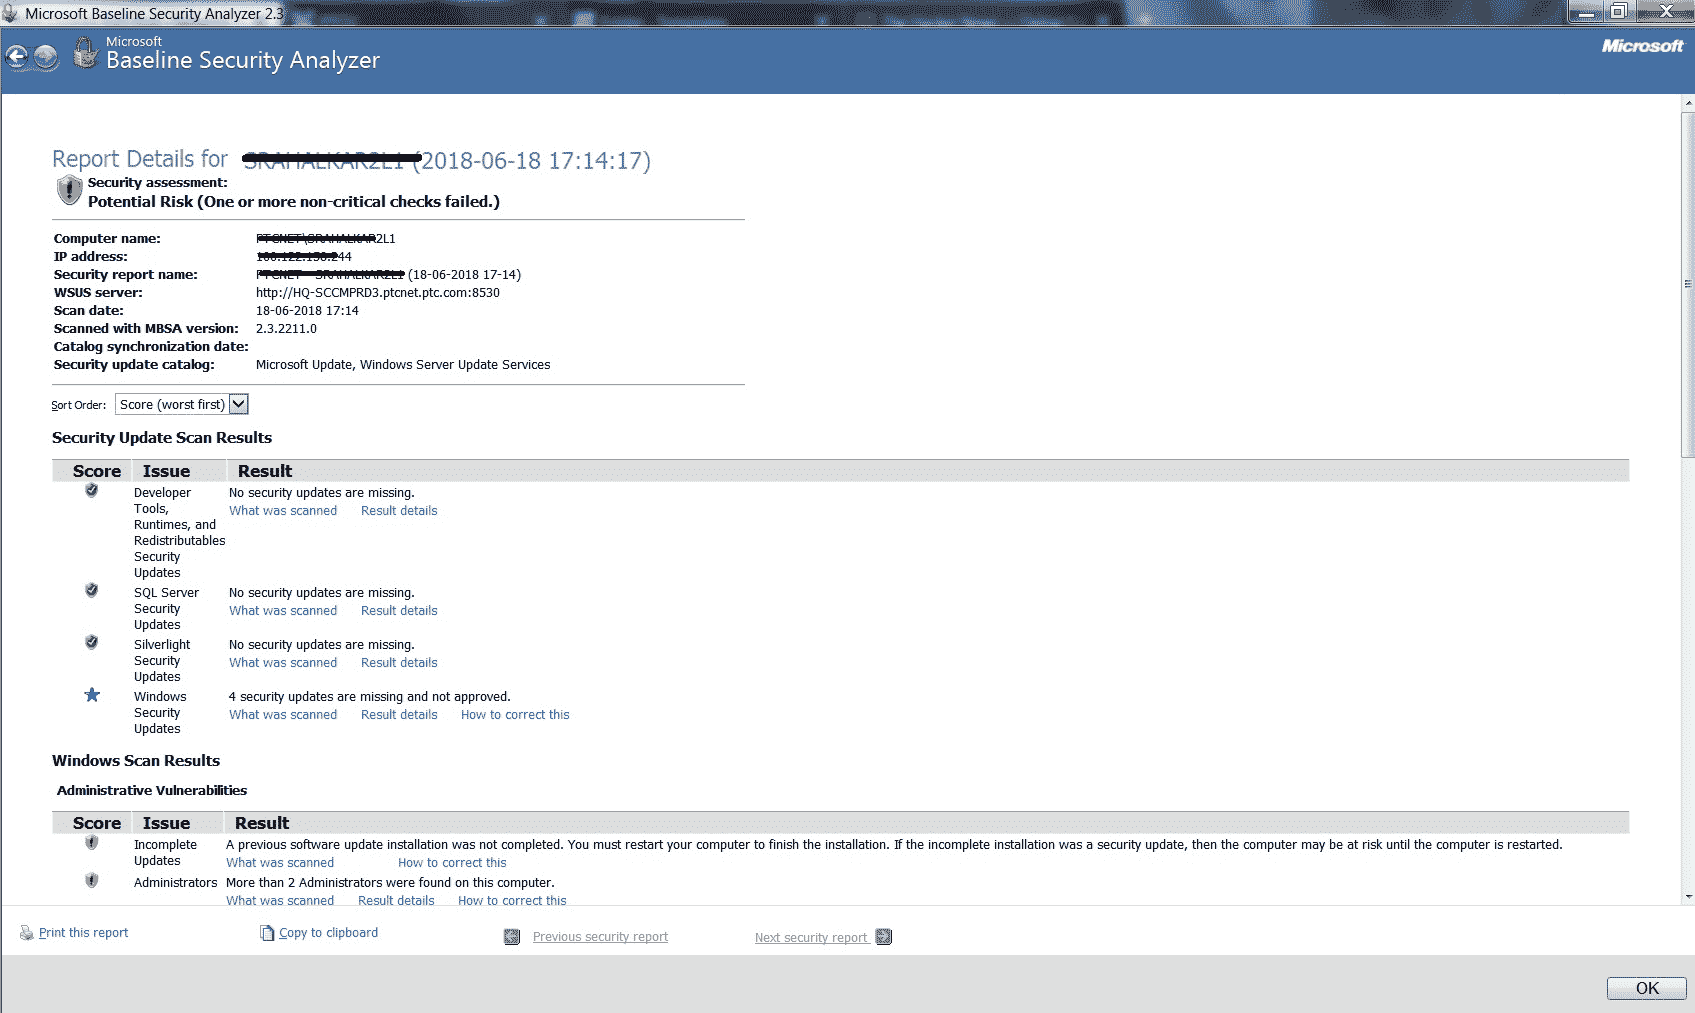 Microsoft Baseline Security Analyzer 2.3
Microsoft
Baseline Security Analyzer
Microsoft
Report Details for (2018-06-18 17:14:17)
Security assessment:
Potential Risk (One or more non-critical checks failed.)
Computer name: 2L1
IP address: 44
Security report name: (18-06-2018 17-14)
WSUS server: http://HQ-SCCMPRD3.ptcnet.ptc.com:8530
Scan date: 18-06-2018 17:14
Scanned with MBSA version: 2.3.2211.0
Catalog synchronization date:
Security update catalog: Microsoft Update, Windows Server Update Services
Sort Order: Score (worst first)
Security Update Scan Results
Score Issue Result
Developer No security updates are missing.
Tools, What was scanned Result details
Runtimes, and
Redistributables
Security
Updates
SQL Server No security updates are missing.
Security What was scanned Result details
Updates
Silverlight No security updates are missing.
Security What was scanned Result details
Updates
Windows 4 security updates are missing and not approved.
Security What was scanned Result details How to correct this
Updates
Windows Scan Results
Administrative Vulnerabilities
Score Issue Result
Incomplete A previous software update installation was not completed. You must restart your computer to finish the installation. If the incomplete installation was a security update, then the computer may be at risk until the computer is restarted.
Updates What was scanned How to correct this
Administrators More than 2 Administrators were found on this computer.
What was scanned Result details How to correct this
Print this report Copy to clipboard Previous security report Next security report
OK